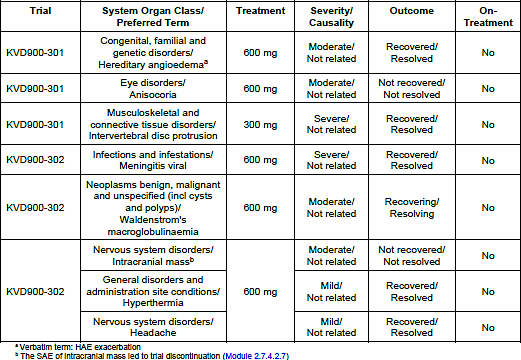 Trial
System Organ Class/
Preferred Term
Treatment
Severity/
Causality
Outcome
On-
Treatment
KVD900-301
Congenital, familial and
genetic disorders/
Hereditary angioedemaᵃ
600 mg
Moderate/
Not related
Recovered/
Resolved
No
KVD900-301
Eye disorders/
Anisocoria
600 mg
Moderate/
Not related
Not recovered/
Not resolved
No
KVD900-301
Musculoskeletal and
connective tissue disorders/
Intervertebral disc protrusion
300 mg
Severe/
Not related
Recovered/
Resolved
No
KVD900-302
Infections and infestations/
Meningitis viral
600 mg
Severe/
Not related
Recovered/
Resolved
No
KVD900-302
Neoplasms benign, malignant
and unspecified (incl cysts
and polyps)/
Waldenstrom's
macroglobulinaemia
600 mg
Moderate/
Not related
Recovering/
Resolving
No
KVD900-302
Nervous system disorders/
Intracranial massᵇ
600 mg
Moderate/
Not related
Not recovered/
Not resolved
No
General disorders and
administration site conditions/
Hyperthermia
Mild/
Not related
Recovered/
Resolved
No
Nervous system disorders/
Headache
Mild/
Not related
Recovered/
Resolved
No
ᵃ Verbatim term: HAE exacerbation
ᵇ The SAE of intracranial mass led to trial discontinuation (Module 2.7.4.2.7)